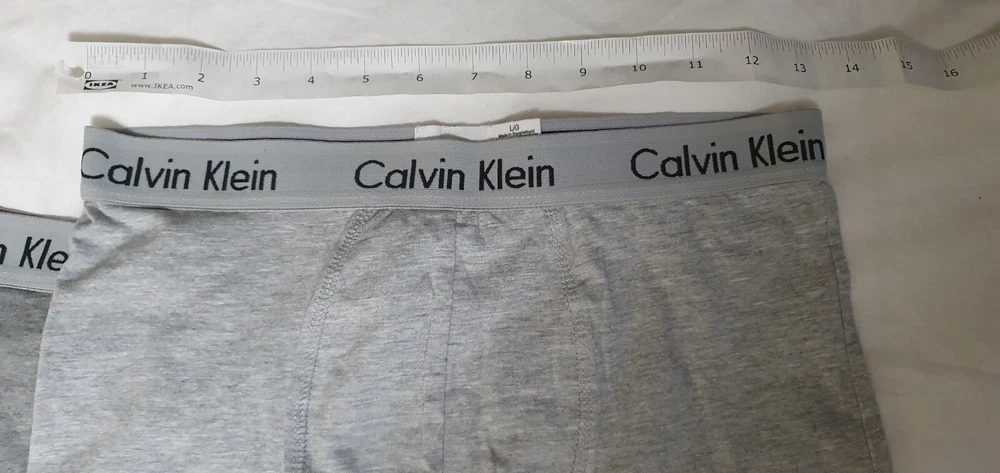 0 1 2 3 4 5 6 7 8 9 10 11 12 13 14 15 16
IKEA www.IKEA.com
L/G
Calvin Klein Calvin Klein Calvin Klein
n Kle